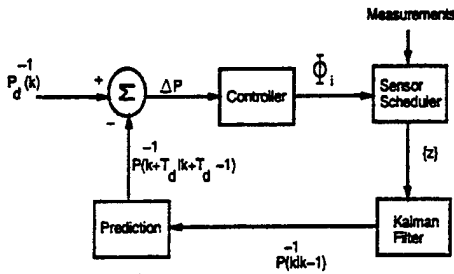 Measurements
P_d^{-1}(k)
+
Σ
ΔP
Controller
Φ_i
Sensor
Scheduler
−
P^{-1}(k+T_d|k+T_d-1)
{z}
Prediction
Kalman
Filter
P^{-1}(k|k-1)